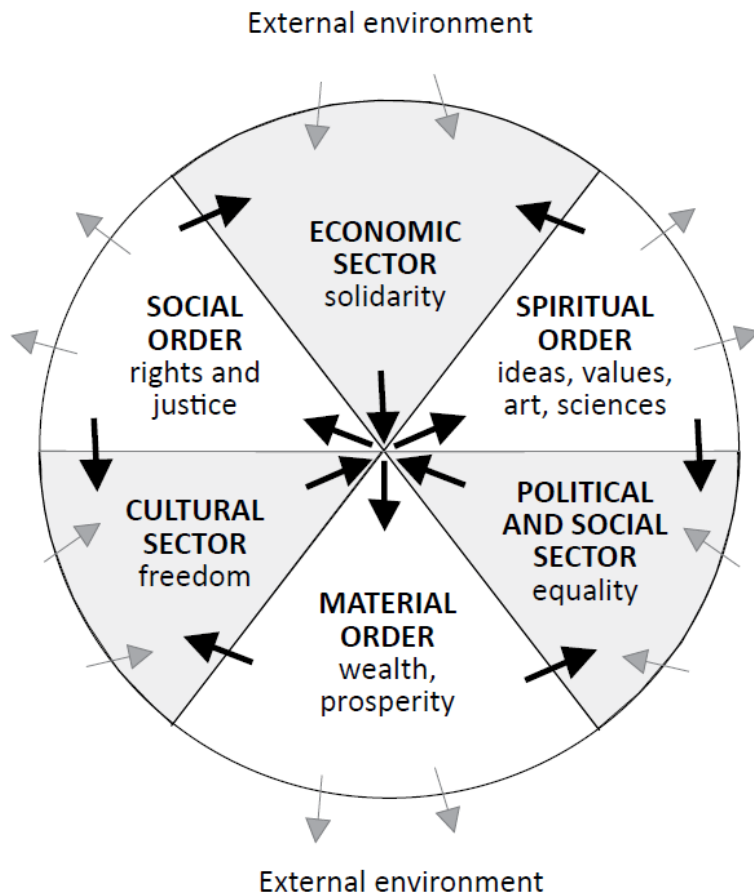 External environment
ECONOMIC
SECTOR
solidarity
SOCIAL
ORDER
rights and
justice
SPIRITUAL
ORDER
ideas, values,
art, sciences
CULTURAL
SECTOR
freedom
POLITICAL
AND SOCIAL
SECTOR
equality
MATERIAL
ORDER
wealth,
prosperity
External environment